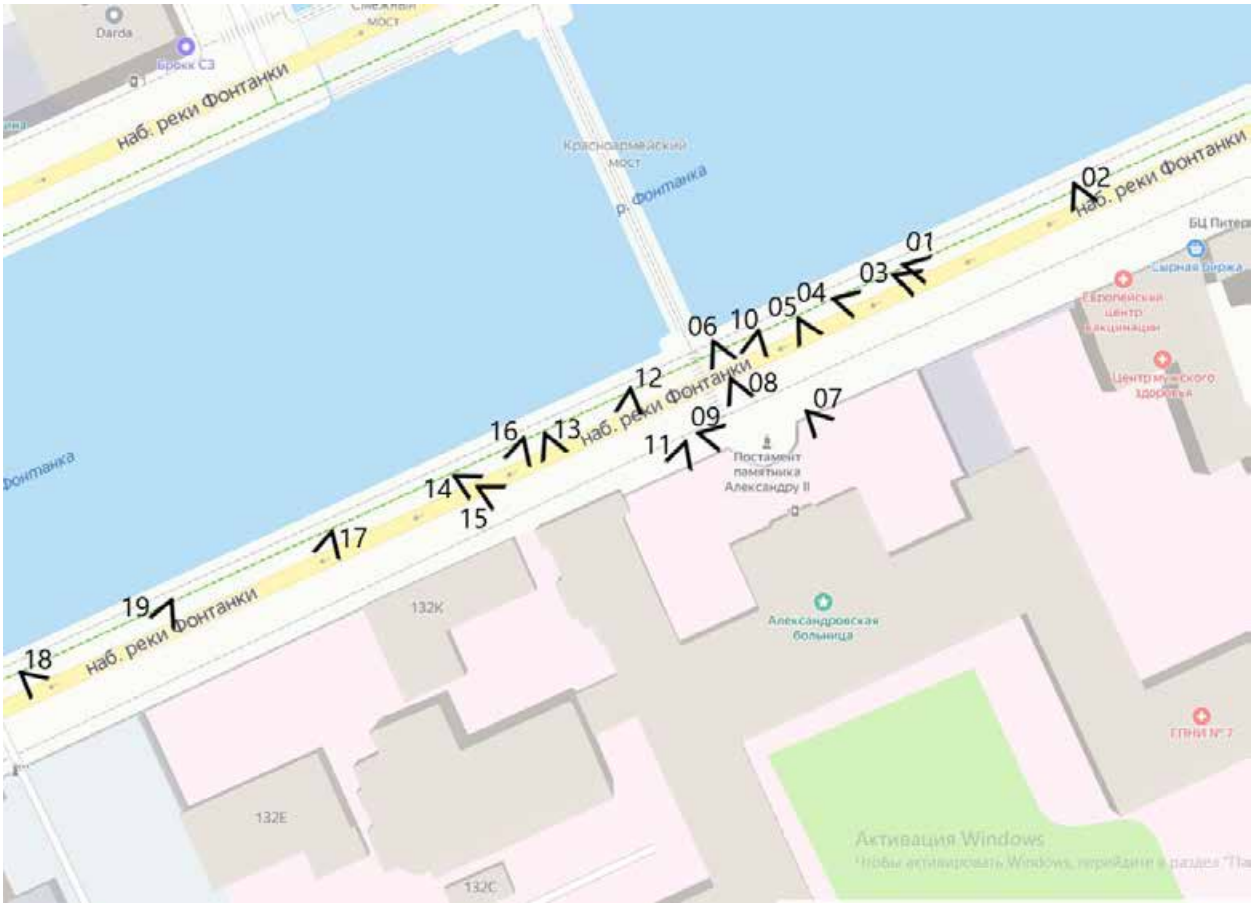 Смежный
мост
Darda
Брокк СЗ
ина
наб. реки Фонтанки
Красноармейский
мост
р. Фонтанка
наб. реки Фонтанки
02
БЦ Питер
Сырная биржа
01
03
04
05
10
06
Европейский
центр
вакцинации
Центр мужского
здоровья
12
наб. реки Фонтанки
08
07
09
11
Постамент
памятника
Александру II
16
13
Фонтанка
14
15
17
132К
Александровская
больница
19
наб. реки Фонтанки
18
ГПНИ № 7
132Е
Активация Windows
Чтобы активировать Windows, перейдите в раздел "Па
132С